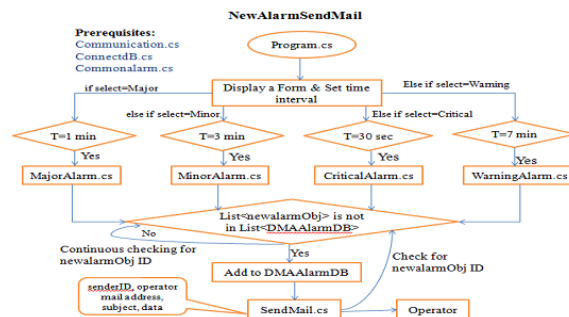 NewAlarmSendMail
Prerequisites:
Communication.cs
ConnectdB.cs
Commonalarm.cs
Program.cs
Display a Form & Set time
interval
if select=Major
else if select=Minor
Else if select=Critical
Else if select=Warning
T=1 min
T=3 min
T=30 sec
T=7 min
Yes
Yes
Yes
Yes
MajorAlarm.cs
MinorAlarm.cs
CriticalAlarm.cs
WarningAlarm.cs
List<newalarmObj> is not
in List<DMAAlarmDB>
No
Continuous checking for
newalarmObj ID
Yes
Check for
newalarmObj ID
Add to DMAAlarmDB
senderID, operator
mail address,
subject, data
SendMail.cs
Operator